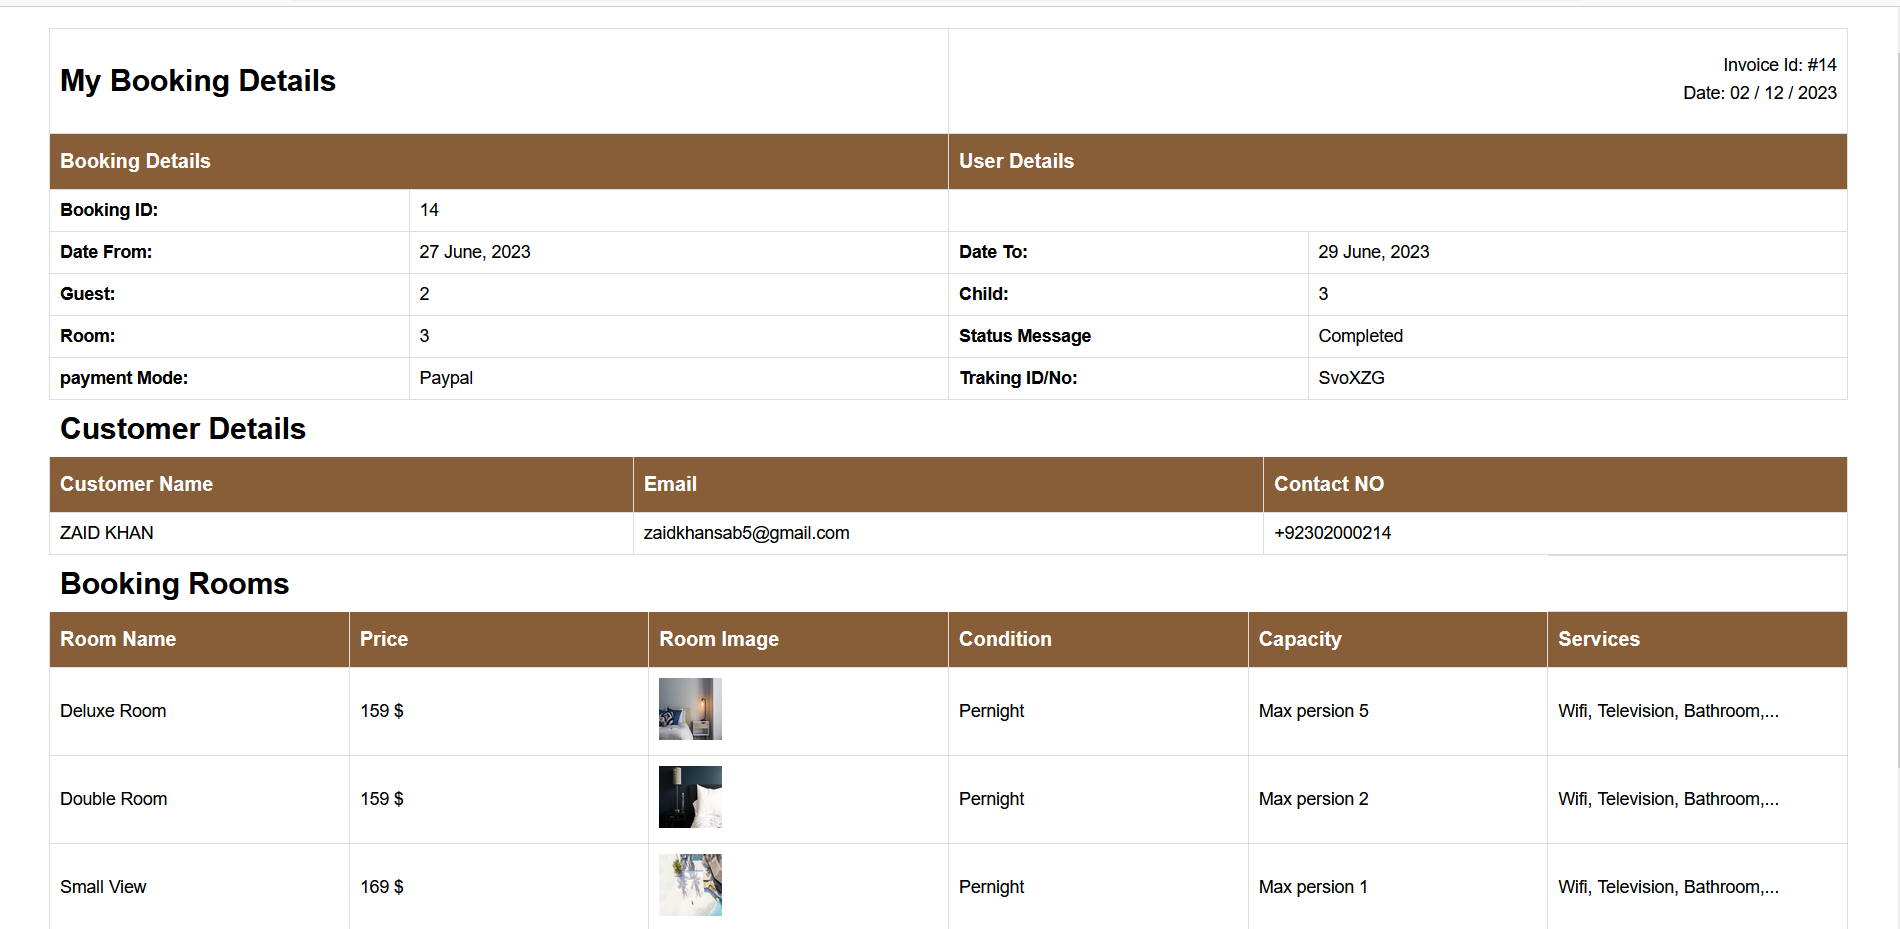 My Booking Details
Invoice Id: #14
Date: 02 / 12 / 2023
Booking Details User Details
Booking ID: 14
Date From: 27 June, 2023 Date To: 29 June, 2023
Guest: 2 Child: 3
Room: 3 Status Message Completed
payment Mode: Paypal Traking ID/No: SvoXZG
Customer Details
Customer Name Email Contact NO
ZAID KHAN zaidkhansab5@gmail.com +92302000214
Booking Rooms
Room Name Price Room Image Condition Capacity Services
Deluxe Room 159 $ Pernight Max persion 5 Wifi, Television, Bathroom,...
Double Room 159 $ Pernight Max persion 2 Wifi, Television, Bathroom,...
Small View 169 $ Pernight Max persion 1 Wifi, Television, Bathroom,...